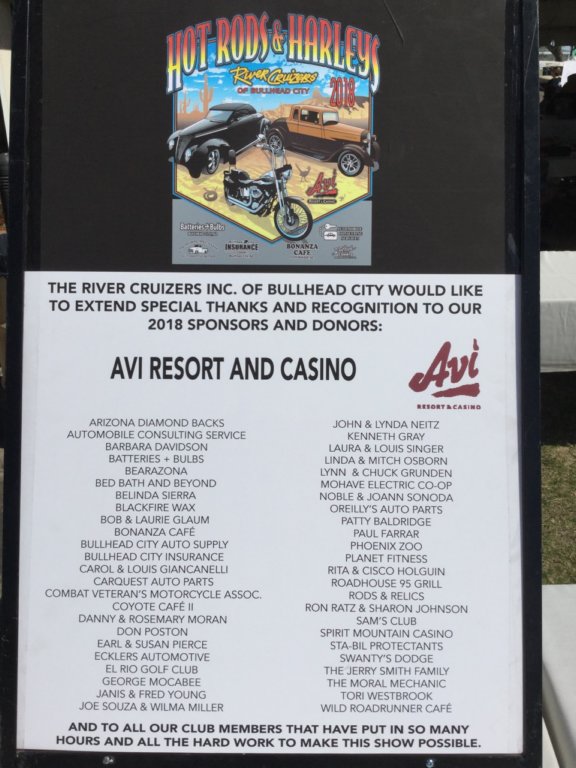 HOT RODS & HARLEYS
River Cruizers
OF BULLHEAD CITY
2018
Avi
Batteries+Bulbs
INSURANCE
BONANZA
CAFE
THE RIVER CRUIZERS INC. OF BULLHEAD CITY WOULD LIKE
TO EXTEND SPECIAL THANKS AND RECOGNITION TO OUR
2018 SPONSORS AND DONORS:
AVI RESORT AND CASINO
Avi
RESORT & CASINO
ARIZONA DIAMOND BACKS
AUTOMOBILE CONSULTING SERVICE
BARBARA DAVIDSON
BATTERIES + BULBS
BEARAZONA
BED BATH AND BEYOND
BELINDA SIERRA
BLACKFIRE WAX
BOB & LAURIE GLAUM
BONANZA CAFÉ
BULLHEAD CITY AUTO SUPPLY
BULLHEAD CITY INSURANCE
CAROL & LOUIS GIANCANELLI
CARQUEST AUTO PARTS
COMBAT VETERAN'S MOTORCYCLE ASSOC.
COYOTE CAFÉ II
DANNY & ROSEMARY MORAN
DON POSTON
EARL & SUSAN PIERCE
ECKLERS AUTOMOTIVE
EL RIO GOLF CLUB
GEORGE MOCABEE
JANIS & FRED YOUNG
JOE SOUZA & WILMA MILLER
JOHN & LYNDA NEITZ
KENNETH GRAY
LAURA & LOUIS SINGER
LINDA & MITCH OSBORN
LYNN & CHUCK GRUNDEN
MOHAVE ELECTRIC CO-OP
NOBLE & JOANN SONODA
OREILLY'S AUTO PARTS
PATTY BALDRIDGE
PAUL FARRAR
PHOENIX ZOO
PLANET FITNESS
RITA & CISCO HOLGUIN
ROADHOUSE 95 GRILL
RODS & RELICS
RON RATZ & SHARON JOHNSON
SAM'S CLUB
SPIRIT MOUNTAIN CASINO
STA-BIL PROTECTANTS
SWANTY'S DODGE
THE JERRY SMITH FAMILY
THE MORAL MECHANIC
TORI WESTBROOK
WILD ROADRUNNER CAFÉ
AND TO ALL OUR CLUB MEMBERS THAT HAVE PUT IN SO MANY
HOURS AND ALL THE HARD WORK TO MAKE THIS SHOW POSSIBLE.